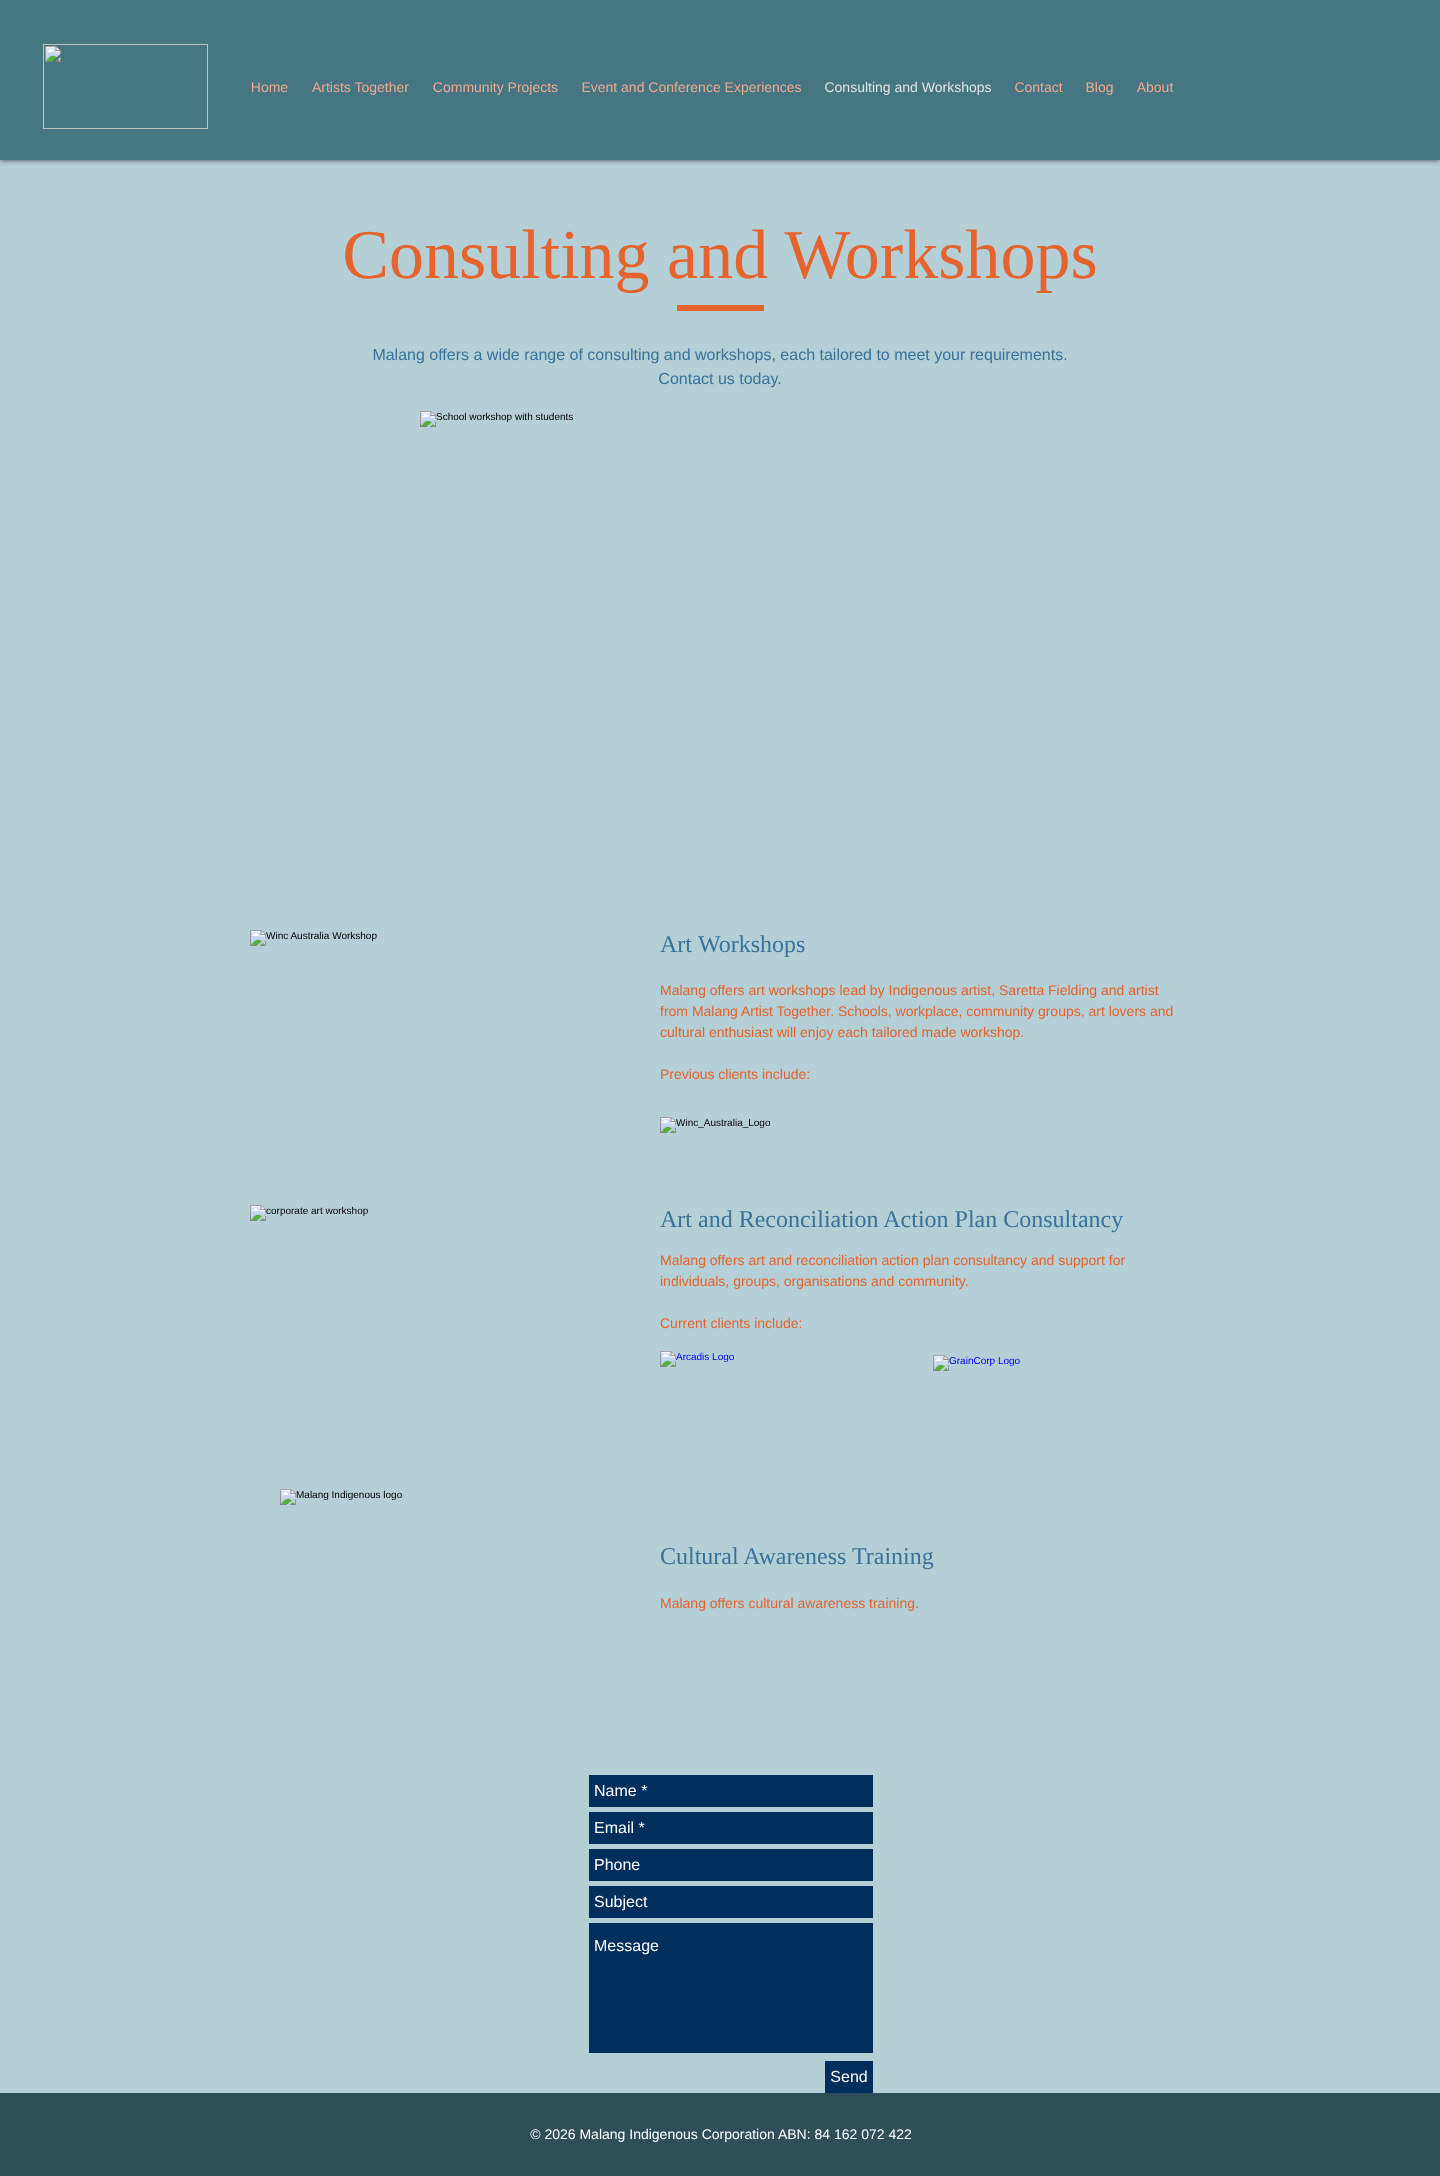 Home Artists Together Community Projects Event and Conference Experiences Consulting and Workshops Contact Blog About
Consulting and Workshops
Malang offers a wide range of consulting and workshops, each tailored to meet your requirements.
Contact us today.
School workshop with students
Winc Australia Workshop
Art Workshops
Malang offers art workshops lead by Indigenous artist, Saretta Fielding and artist
from Malang Artist Together. Schools, workplace, community groups, art lovers and
cultural enthusiast will enjoy each tailored made workshop.
Previous clients include:
Winc_Australia_Logo
corporate art workshop
Art and Reconciliation Action Plan Consultancy
Malang offers art and reconciliation action plan consultancy and support for
individuals, groups, organisations and community.
Current clients include:
Arcadis Logo
GrainCorp Logo
Malang Indigenous logo
Cultural Awareness Training
Malang offers cultural awareness training.
Name *
Email *
Phone
Subject
Message
Send
© 2026 Malang Indigenous Corporation ABN: 84 162 072 422